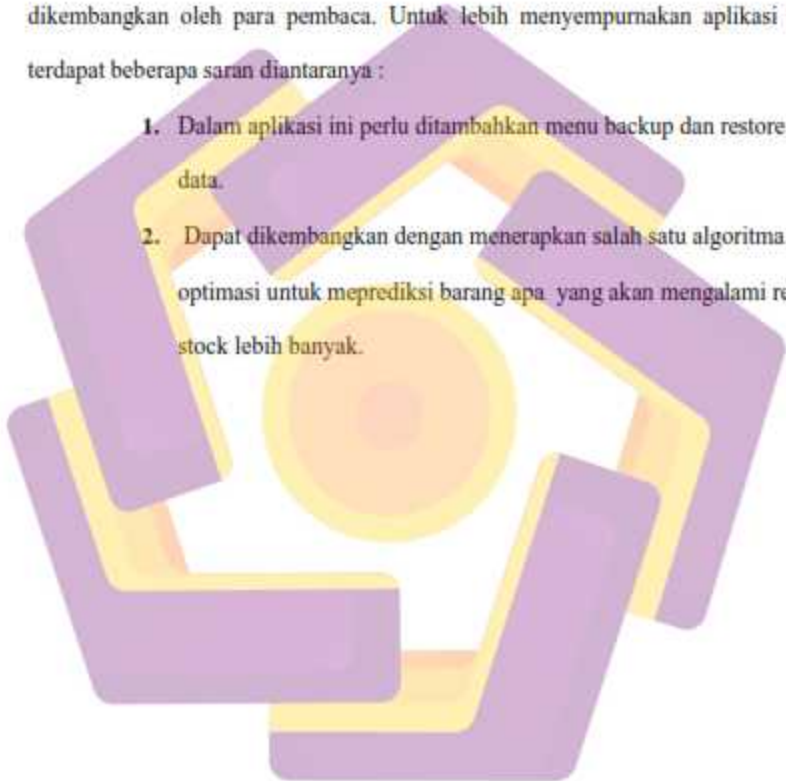 dikembangkan oleh para pembaca. Untuk lebih menyempurnakan aplikasi
terdapat beberapa saran diantaranya :
1. Dalam aplikasi ini perlu ditambahkan menu backup dan restore
data.
2. Dapat dikembangkan dengan menerapkan salah satu algoritma
optimasi untuk meprediksi barang apa yang akan mengalami re
stock lebih banyak.